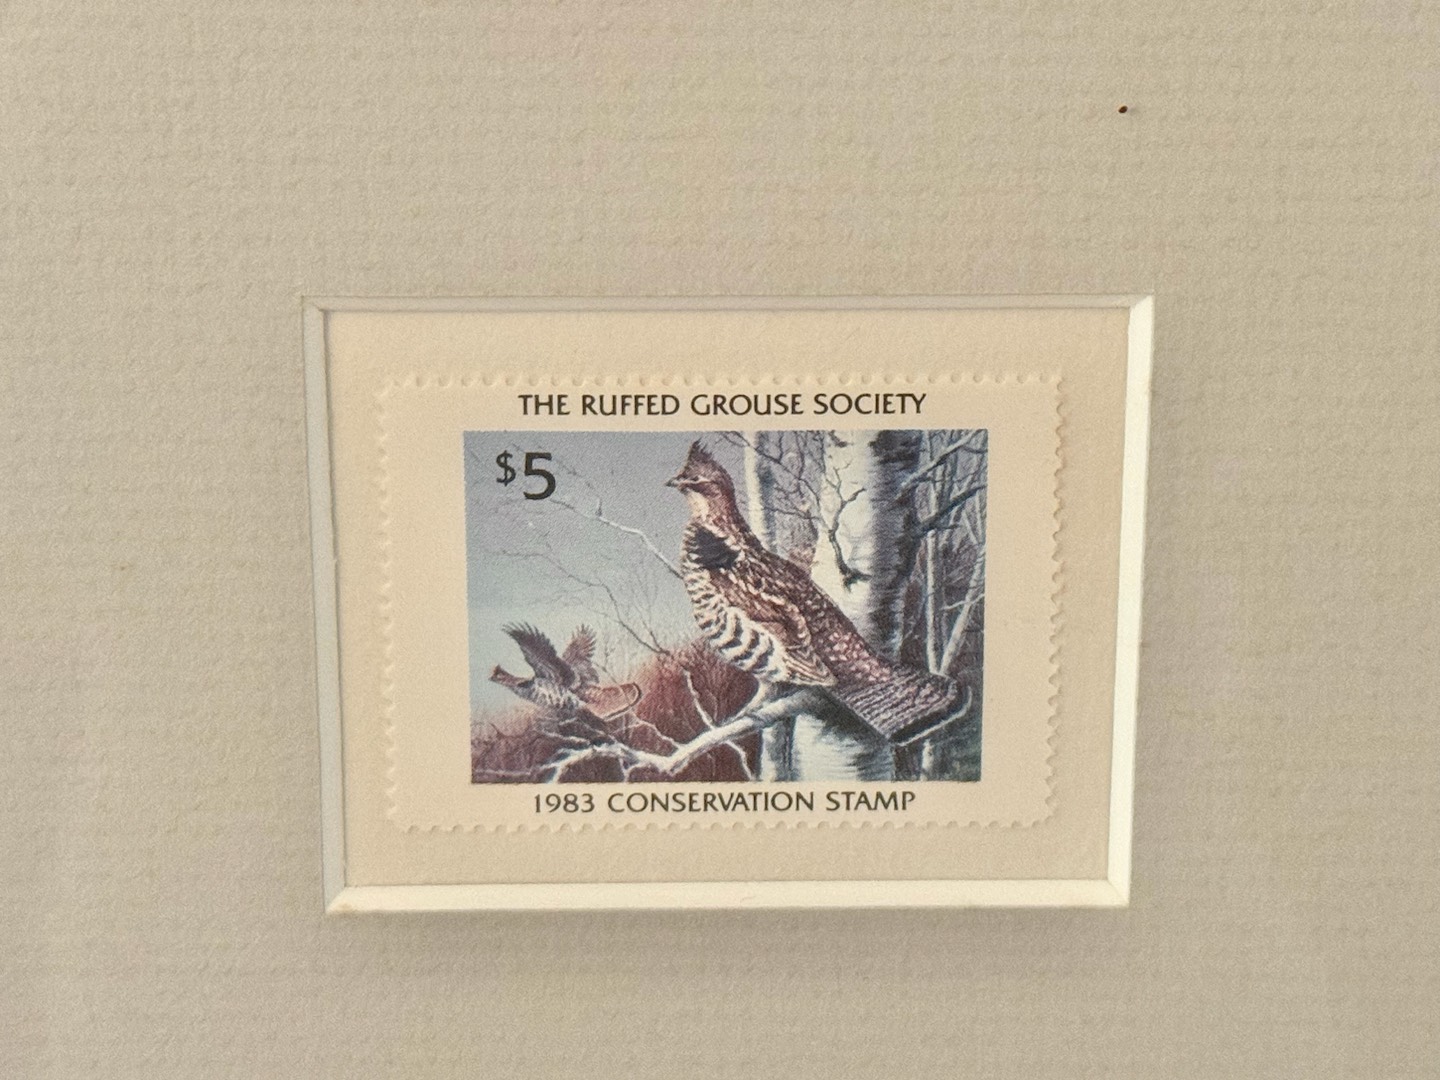 THE RUFFED GROUSE SOCIETY
$5
1983 CONSERVATION STAMP